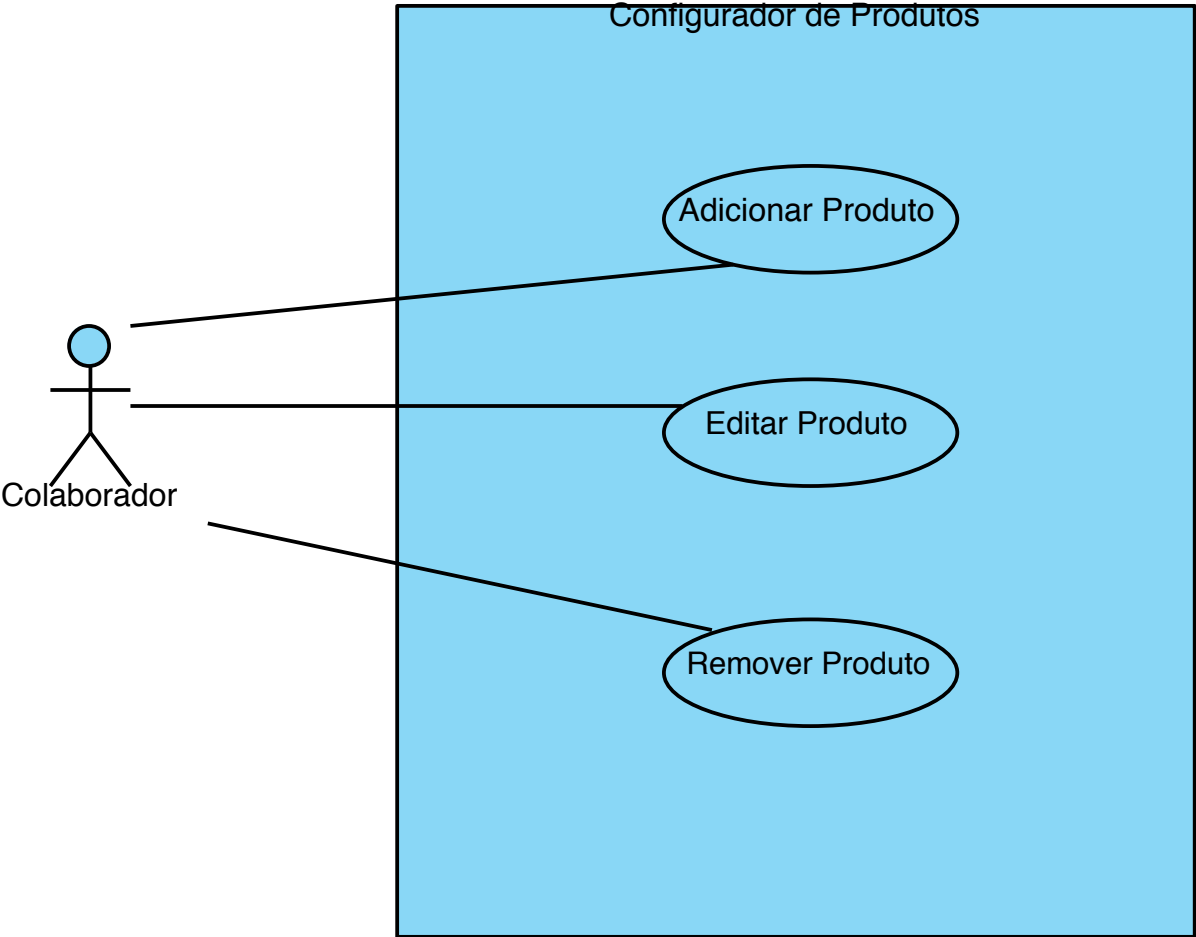 Configurador de Produtos
Adicionar Produto
Editar Produto
Colaborador
Remover Produto